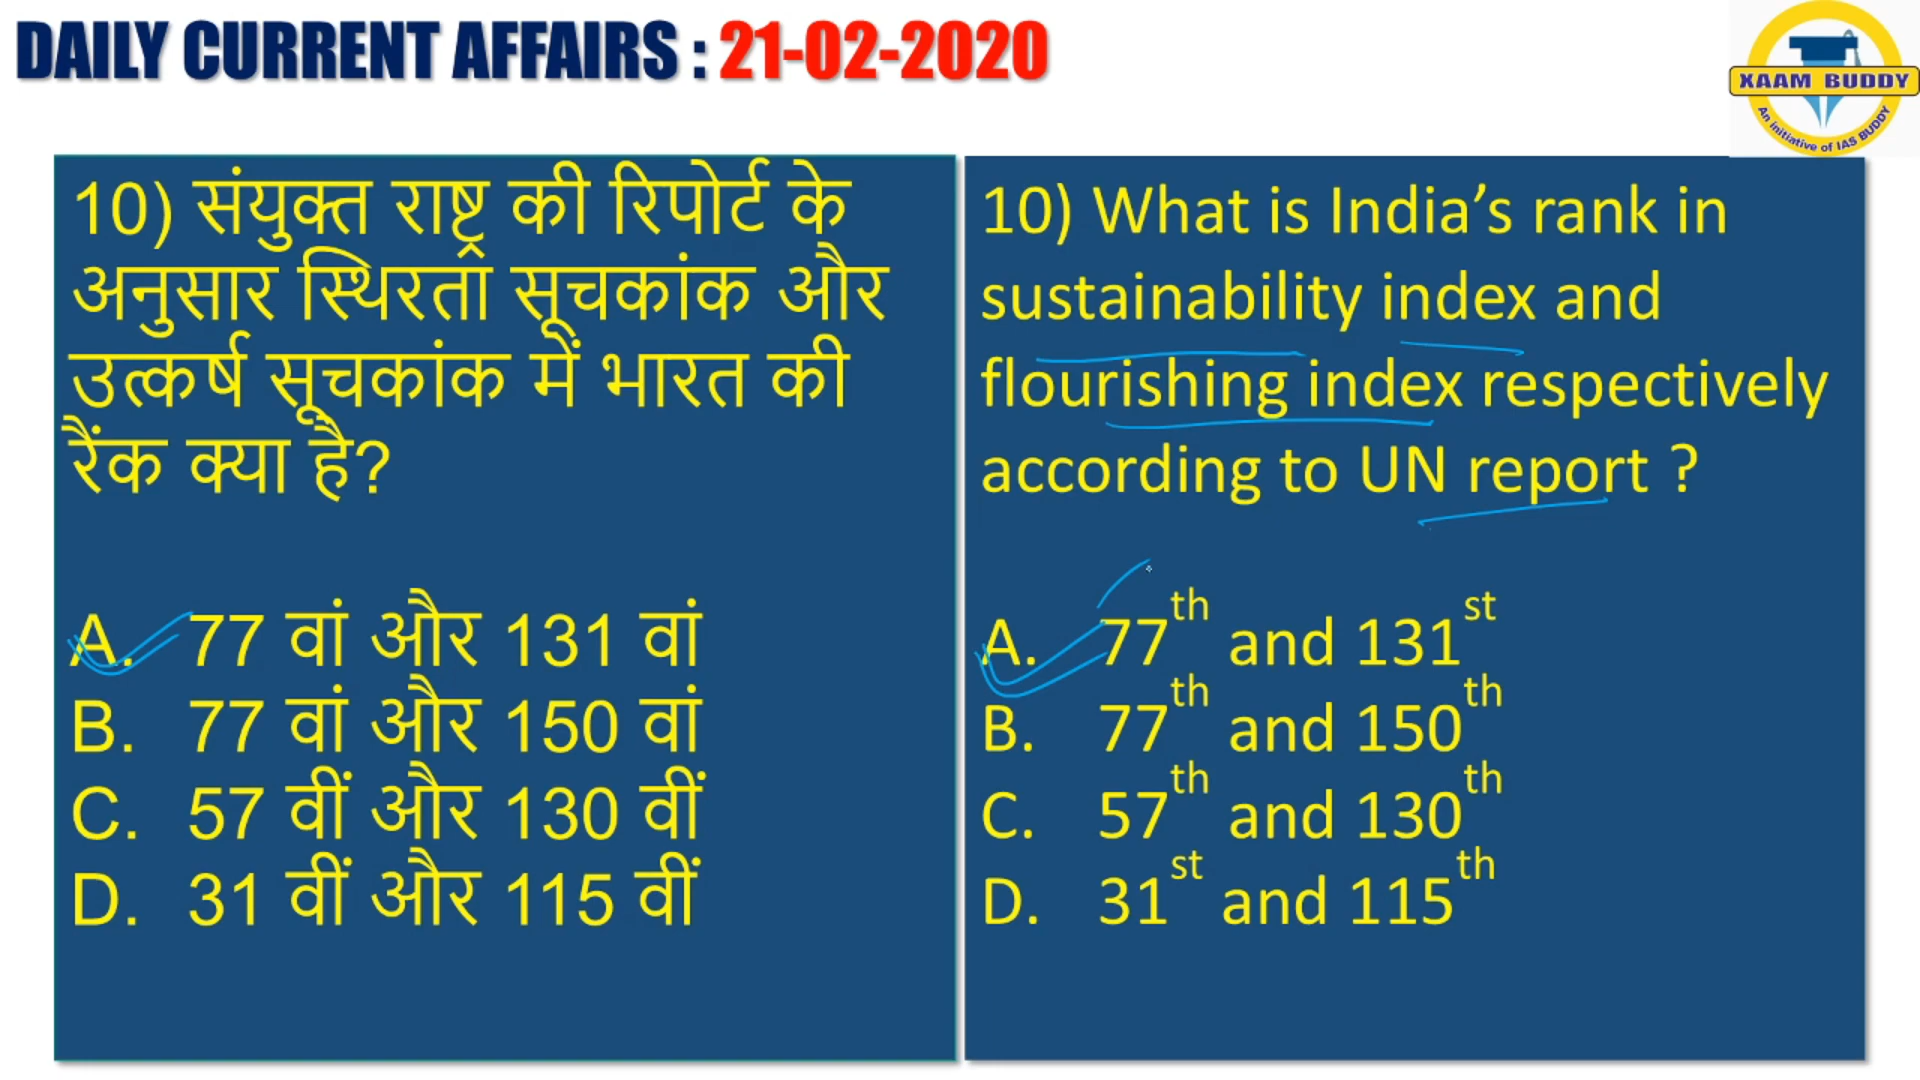 DAILY CURRENT AFFAIRS : 21-02-2020
XAAM BUDDY
An initiative of IAS BUDDY
10) संयुक्त राष्ट्र की रिपोर्ट के
अनुसार स्थिरता सूचकांक और
उत्कर्ष सूचकांक में भारत की
रैंक क्या है?
A. 77 वां और 131 वां
B. 77 वां और 150 वां
C. 57 वीं और 130 वीं
D. 31 वीं और 115 वीं
10) What is India’s rank in
sustainability index and
flourishing index respectively
according to UN report ?
A. 77th and 131st
B. 77th and 150th
C. 57th and 130th
D. 31st and 115th